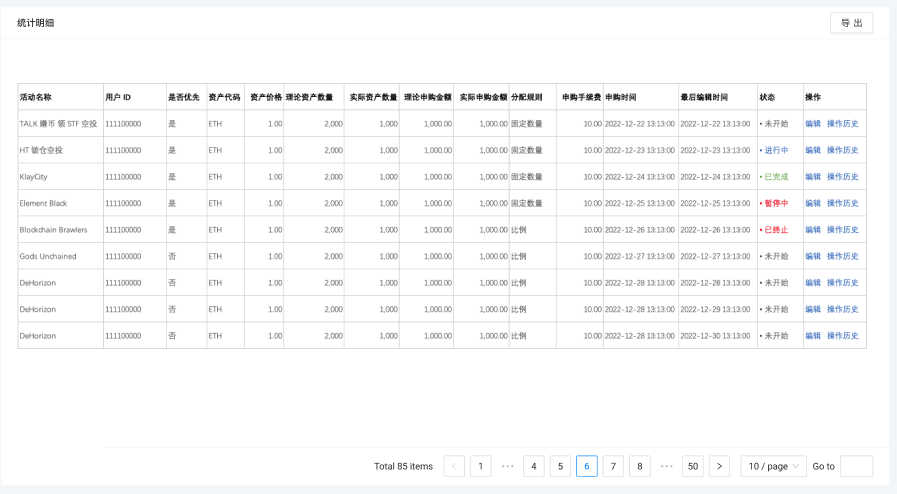 统计明细 导 出
活动名称 用户 ID 是否优先 资产代码 资产价格 理论资产数量 实际资产数量 理论申购金额 实际申购金额 分配规则 申购手续费 申购时间 最后编辑时间 状态 操作
TALK 赚币 领 STF 空投 111100000 是 ETH 1.00 2,000 1,000 1,000.00 1,000.00 固定数量 10.00 2022-12-22 13:13:00 2022-12-22 13:13:00 • 未开始 编辑 操作历史
HT 锁仓空投 111100000 是 ETH 1.00 2,000 1,000 1,000.00 1,000.00 固定数量 10.00 2022-12-23 13:13:00 2022-12-23 13:13:00 • 进行中 编辑 操作历史
KlayCity 111100000 是 ETH 1.00 2,000 1,000 1,000.00 1,000.00 固定数量 10.00 2022-12-24 13:13:00 2022-12-24 13:13:00 • 已完成 编辑 操作历史
Element Black 111100000 是 ETH 1.00 2,000 1,000 1,000.00 1,000.00 固定数量 10.00 2022-12-25 13:13:00 2022-12-25 13:13:00 • 暂停中 编辑 操作历史
Blockchain Brawlers 111100000 是 ETH 1.00 2,000 1,000 1,000.00 1,000.00 比例 10.00 2022-12-26 13:13:00 2022-12-26 13:13:00 • 已终止 编辑 操作历史
Gods Unchained 111100000 否 ETH 1.00 2,000 1,000 1,000.00 1,000.00 比例 10.00 2022-12-27 13:13:00 2022-12-27 13:13:00 • 未开始 编辑 操作历史
DeHorizon 111100000 否 ETH 1.00 2,000 1,000 1,000.00 1,000.00 比例 10.00 2022-12-28 13:13:00 2022-12-28 13:13:00 • 未开始 编辑 操作历史
DeHorizon 111100000 否 ETH 1.00 2,000 1,000 1,000.00 1,000.00 比例 10.00 2022-12-28 13:13:00 2022-12-29 13:13:00 • 未开始 编辑 操作历史
DeHorizon 111100000 否 ETH 1.00 2,000 1,000 1,000.00 1,000.00 比例 10.00 2022-12-28 13:13:00 2022-12-30 13:13:00 • 未开始 编辑 操作历史
Total 85 items < 1 ••• 4 5 6 7 8 ••• 50 > 10 / page Go to